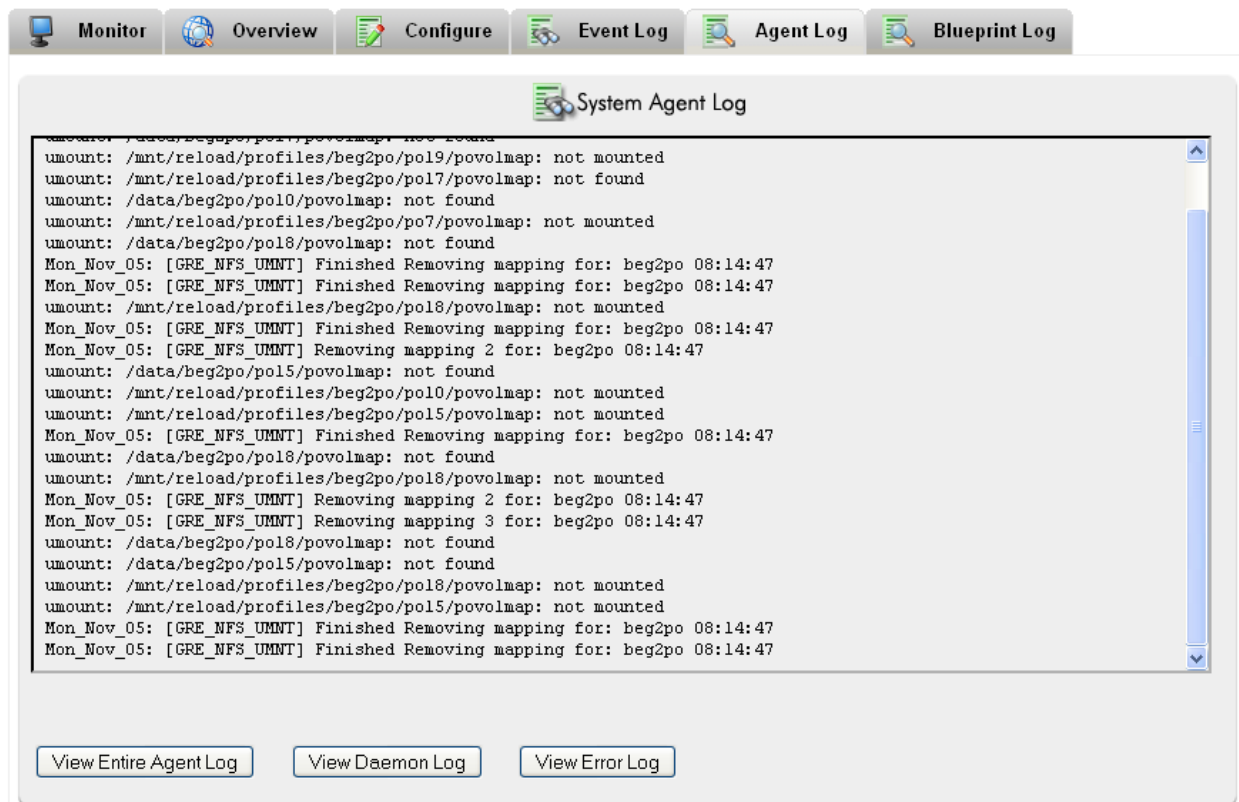 Monitor
Overview
Configure
Event Log
Agent Log
Blueprint Log
System Agent Log
umount: /mnt/reload/profiles/beg2po/pol9/povolmap: not mounted
umount: /mnt/reload/profiles/beg2po/pol7/povolmap: not found
umount: /data/beg2po/pol0/povolmap: not found
umount: /mnt/reload/profiles/beg2po/po7/povolmap: not mounted
umount: /data/beg2po/pol8/povolmap: not found
Mon_Nov_05: [GRE_NFS_UMNT] Finished Removing mapping for: beg2po 08:14:47
Mon_Nov_05: [GRE_NFS_UMNT] Finished Removing mapping for: beg2po 08:14:47
umount: /mnt/reload/profiles/beg2po/pol8/povolmap: not mounted
Mon_Nov_05: [GRE_NFS_UMNT] Finished Removing mapping for: beg2po 08:14:47
Mon_Nov_05: [GRE_NFS_UMNT] Removing mapping 2 for: beg2po 08:14:47
umount: /data/beg2po/pol5/povolmap: not found
umount: /mnt/reload/profiles/beg2po/pol0/povolmap: not mounted
umount: /mnt/reload/profiles/beg2po/pol5/povolmap: not mounted
Mon_Nov_05: [GRE_NFS_UMNT] Finished Removing mapping for: beg2po 08:14:47
umount: /data/beg2po/pol8/povolmap: not found
umount: /mnt/reload/profiles/beg2po/pol8/povolmap: not mounted
Mon_Nov_05: [GRE_NFS_UMNT] Removing mapping 2 for: beg2po 08:14:47
Mon_Nov_05: [GRE_NFS_UMNT] Removing mapping 3 for: beg2po 08:14:47
umount: /data/beg2po/pol8/povolmap: not found
umount: /data/beg2po/pol5/povolmap: not found
umount: /mnt/reload/profiles/beg2po/pol8/povolmap: not mounted
umount: /mnt/reload/profiles/beg2po/pol5/povolmap: not mounted
Mon_Nov_05: [GRE_NFS_UMNT] Finished Removing mapping for: beg2po 08:14:47
Mon_Nov_05: [GRE_NFS_UMNT] Finished Removing mapping for: beg2po 08:14:47
View Entire Agent Log
View Daemon Log
View Error Log